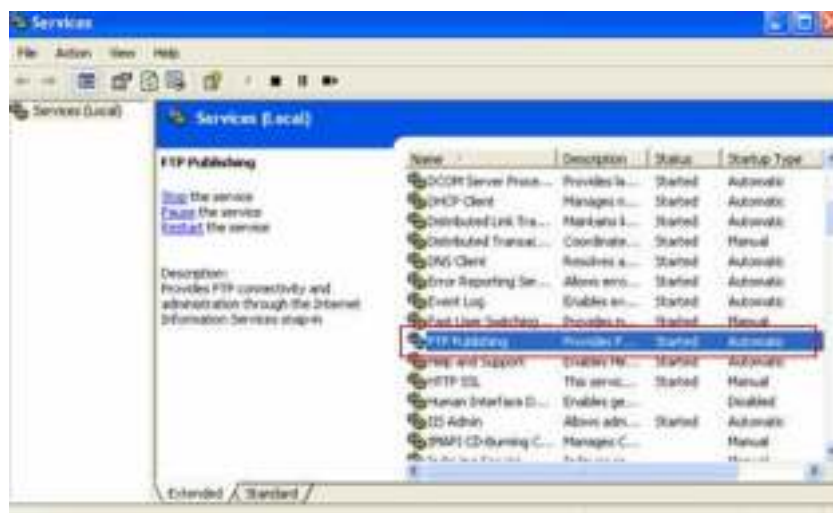 Services
File Action View Help
Services (Local)
Services (Local)
FTP Publishing
Stop the service
Pause the service
Restart the service
Description:
Provides FTP connectivity and
administration through the Internet
Information Services snap-in
Name Description Status Startup Type
DCOM Server Proce... Provides la... Started Automatic
DHCP Client Manages n... Started Automatic
Distributed Link Tra... Maintains l... Started Automatic
Distributed Transac... Coordinate... Started Manual
DNS Client Resolves a... Started Automatic
Error Reporting Ser... Allows erro... Started Automatic
Event Log Enables ev... Started Automatic
Fast User Switching Provides m... Started Manual
FTP Publishing Provides F... Started Automatic
Help and Support Enables He... Started Automatic
HTTP SSL This servic... Started Manual
Human Interface D... Enables ge... Disabled
IIS Admin Allows adm... Started Automatic
IMAPI CD-Burning C... Manages C... Manual
Extended Standard